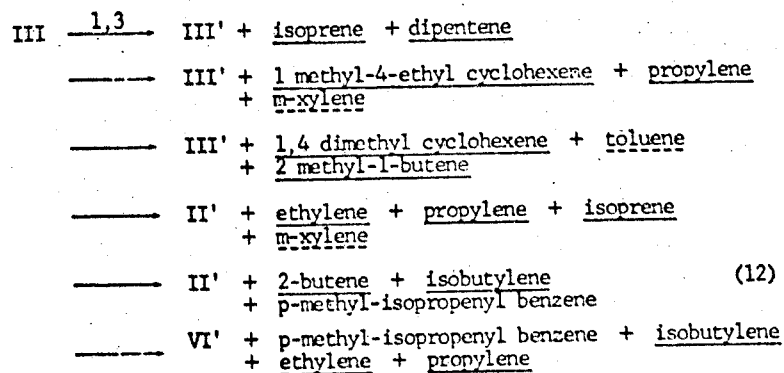 III 1,3 III' + isoprene + dipentene
III' + 1 methyl-4-ethyl cyclohexene + propylene
+ m-xylene
III' + 1,4 dimethyl cyclohexene + toluene
+ 2 methyl-1-butene
II' + ethylene + propylene + isoprene
+ m-xylene
II' + 2-butene + isobutylene (12)
+ p-methyl-isopropenyl benzene
VI' + p-methyl-isopropenyl benzene + isobutylene
+ ethylene + propylene